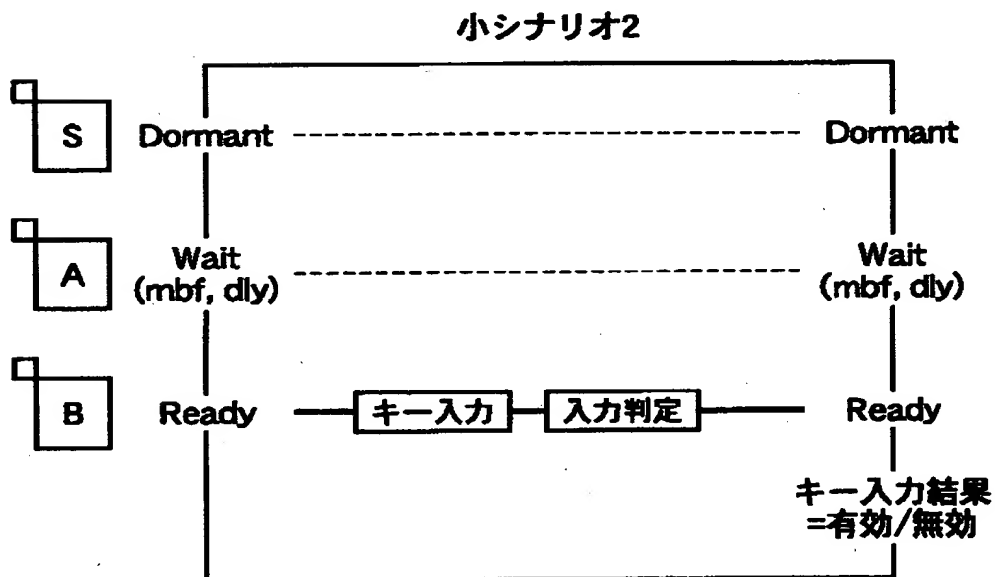 小シナリオ2
S Dormant Dormant
A Wait (mbf, dly) Wait (mbf, dly)
B Ready キー入力 入力判定 Ready
キー入力結果
=有効/無効